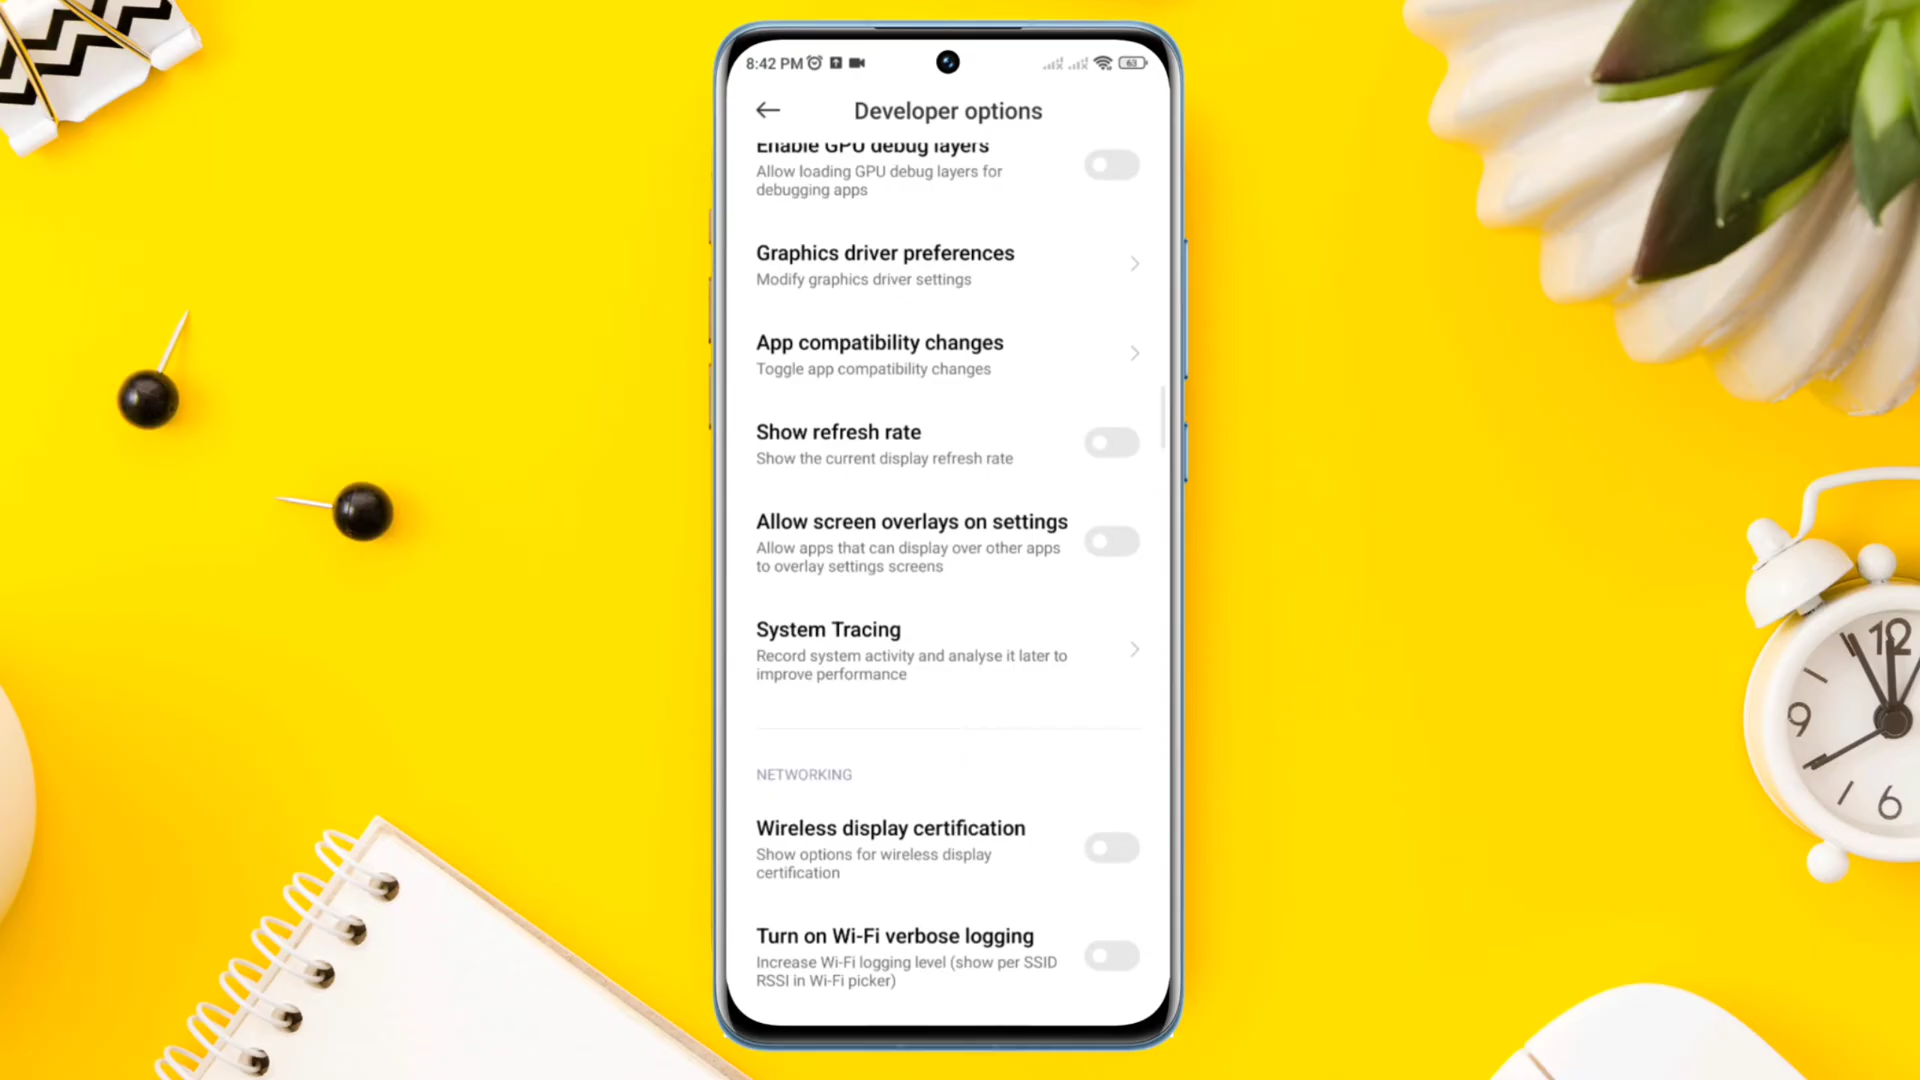 8:42 PM
63
Developer options
Enable GPU debug layers
Allow loading GPU debug layers for
debugging apps
Graphics driver preferences
Modify graphics driver settings
App compatibility changes
Toggle app compatibility changes
Show refresh rate
Show the current display refresh rate
Allow screen overlays on settings
Allow apps that can display over other apps
to overlay settings screens
System Tracing
Record system activity and analyse it later to
improve performance
NETWORKING
Wireless display certification
Show options for wireless display
certification
Turn on Wi-Fi verbose logging
Increase Wi-Fi logging level (show per SSID
RSSI in Wi-Fi picker)
12
9
6